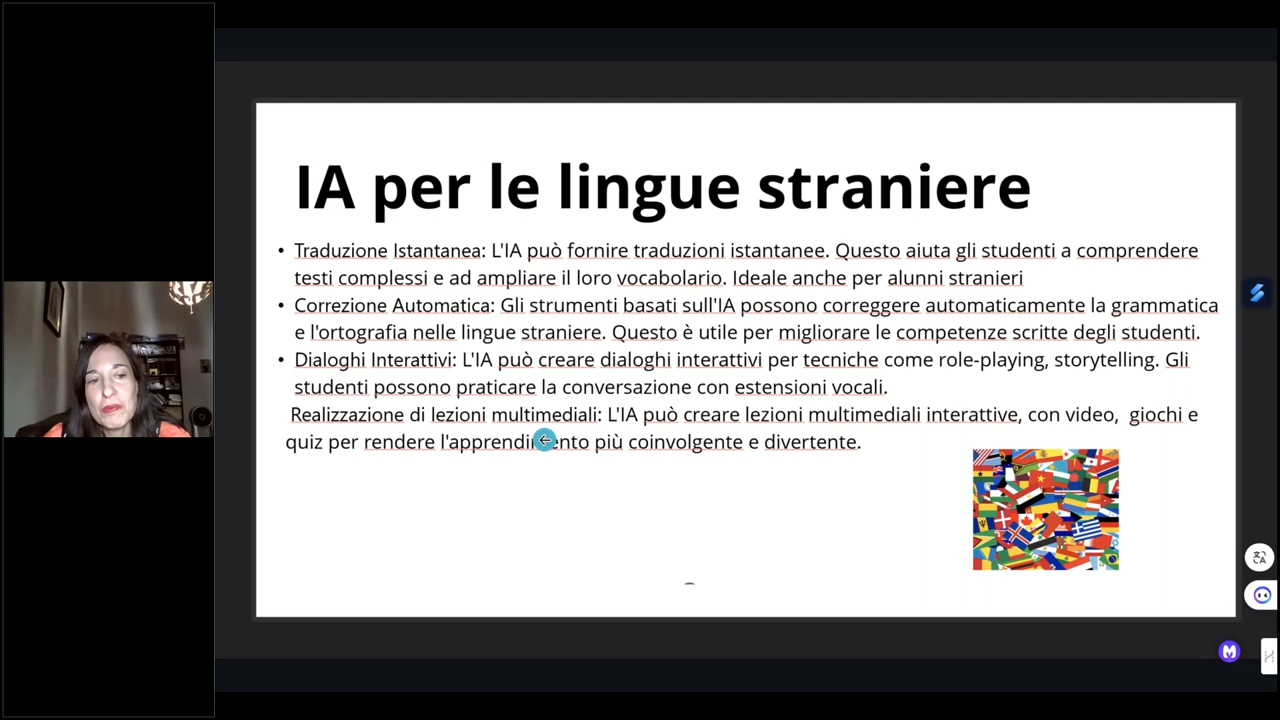 IA per le lingue straniere
• Traduzione Istantanea: L'IA può fornire traduzioni istantanee. Questo aiuta gli studenti a comprendere
testi complessi e ad ampliare il loro vocabolario. Ideale anche per alunni stranieri
• Correzione Automatica: Gli strumenti basati sull'IA possono correggere automaticamente la grammatica
e l'ortografia nelle lingue straniere. Questo è utile per migliorare le competenze scritte degli studenti.
• Dialoghi Interattivi: L'IA può creare dialoghi interattivi per tecniche come role-playing, storytelling. Gli
studenti possono praticare la conversazione con estensioni vocali.
Realizzazione di lezioni multimediali: L'IA può creare lezioni multimediali interattive, con video, giochi e
quiz per rendere l'apprendimento più coinvolgente e divertente.